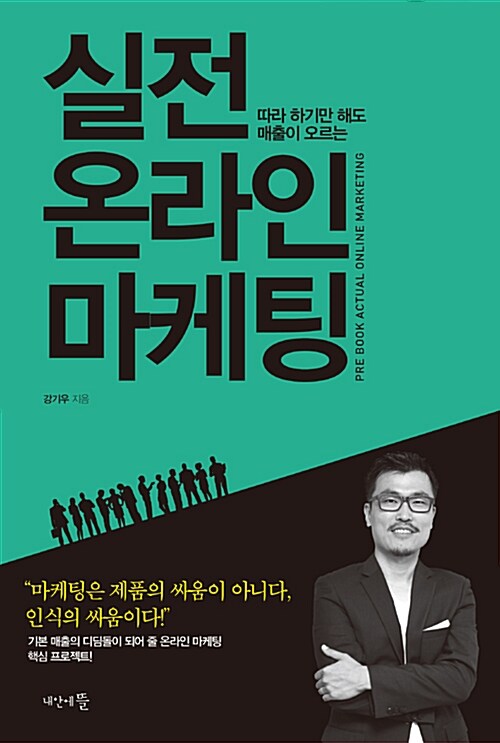 실전
따라 하기만 해도
매출이 오르는
온라인
마케팅
PRE BOOK ACTUAL ONLINE MARKETING
강기우 지음
“마케팅은 제품의 싸움이 아니다,
인식의 싸움이다!”
기본 매출의 디딤돌이 되어 줄 온라인 마케팅
핵심 프로젝트!
내안에뜰